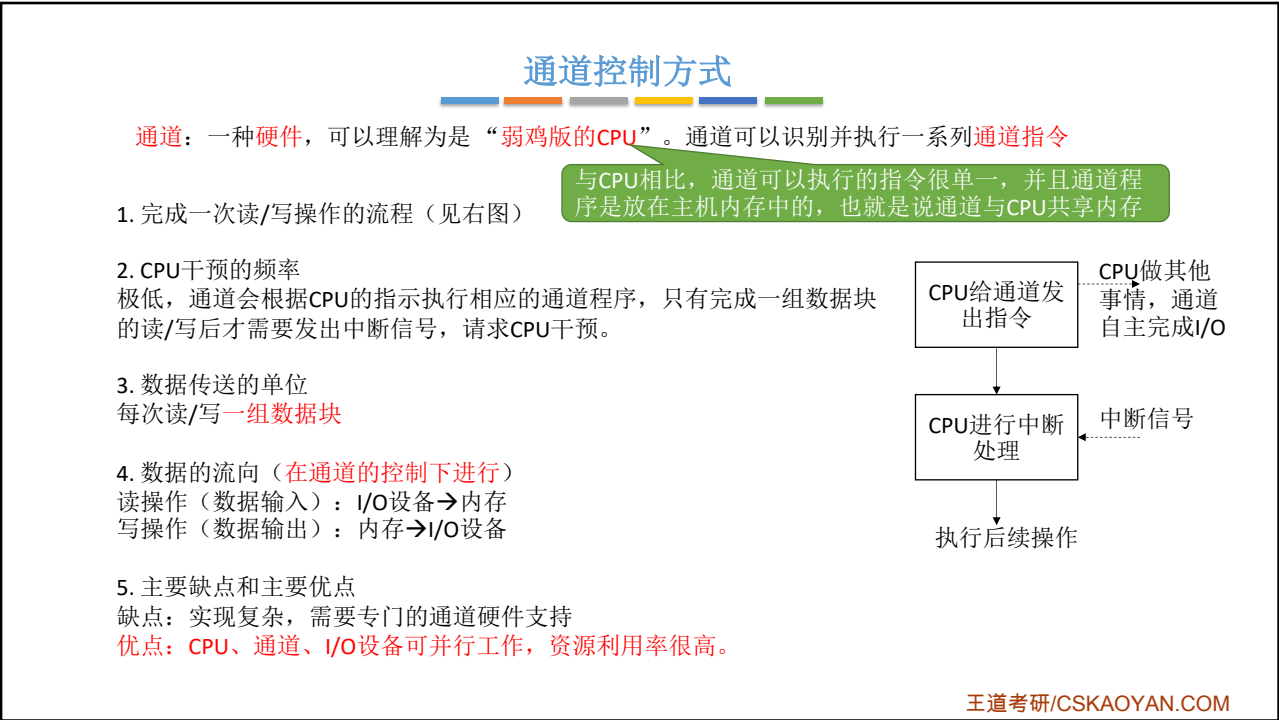 通道控制方式
通道：一种硬件，可以理解为是“弱鸡版的CPU”。通道可以识别并执行一系列通道指令
与CPU相比，通道可以执行的指令很单一，并且通道程
序是放在主机内存中的，也就是说通道与CPU共享内存
1. 完成一次读/写操作的流程（见右图）
2. CPU干预的频率
极低，通道会根据CPU的指示执行相应的通道程序，只有完成一组数据块
的读/写后才需要发出中断信号，请求CPU干预。
3. 数据传送的单位
每次读/写一组数据块
4. 数据的流向（在通道的控制下进行）
读操作（数据输入）：I/O设备→内存
写操作（数据输出）：内存→I/O设备
5. 主要缺点和主要优点
缺点：实现复杂，需要专门的通道硬件支持
优点：CPU、通道、I/O设备可并行工作，资源利用率很高。
CPU给通道发
出指令
CPU做其他
事情，通道
自主完成I/O
CPU进行中断
处理
中断信号
执行后续操作
王道考研/CSKAOYAN.COM